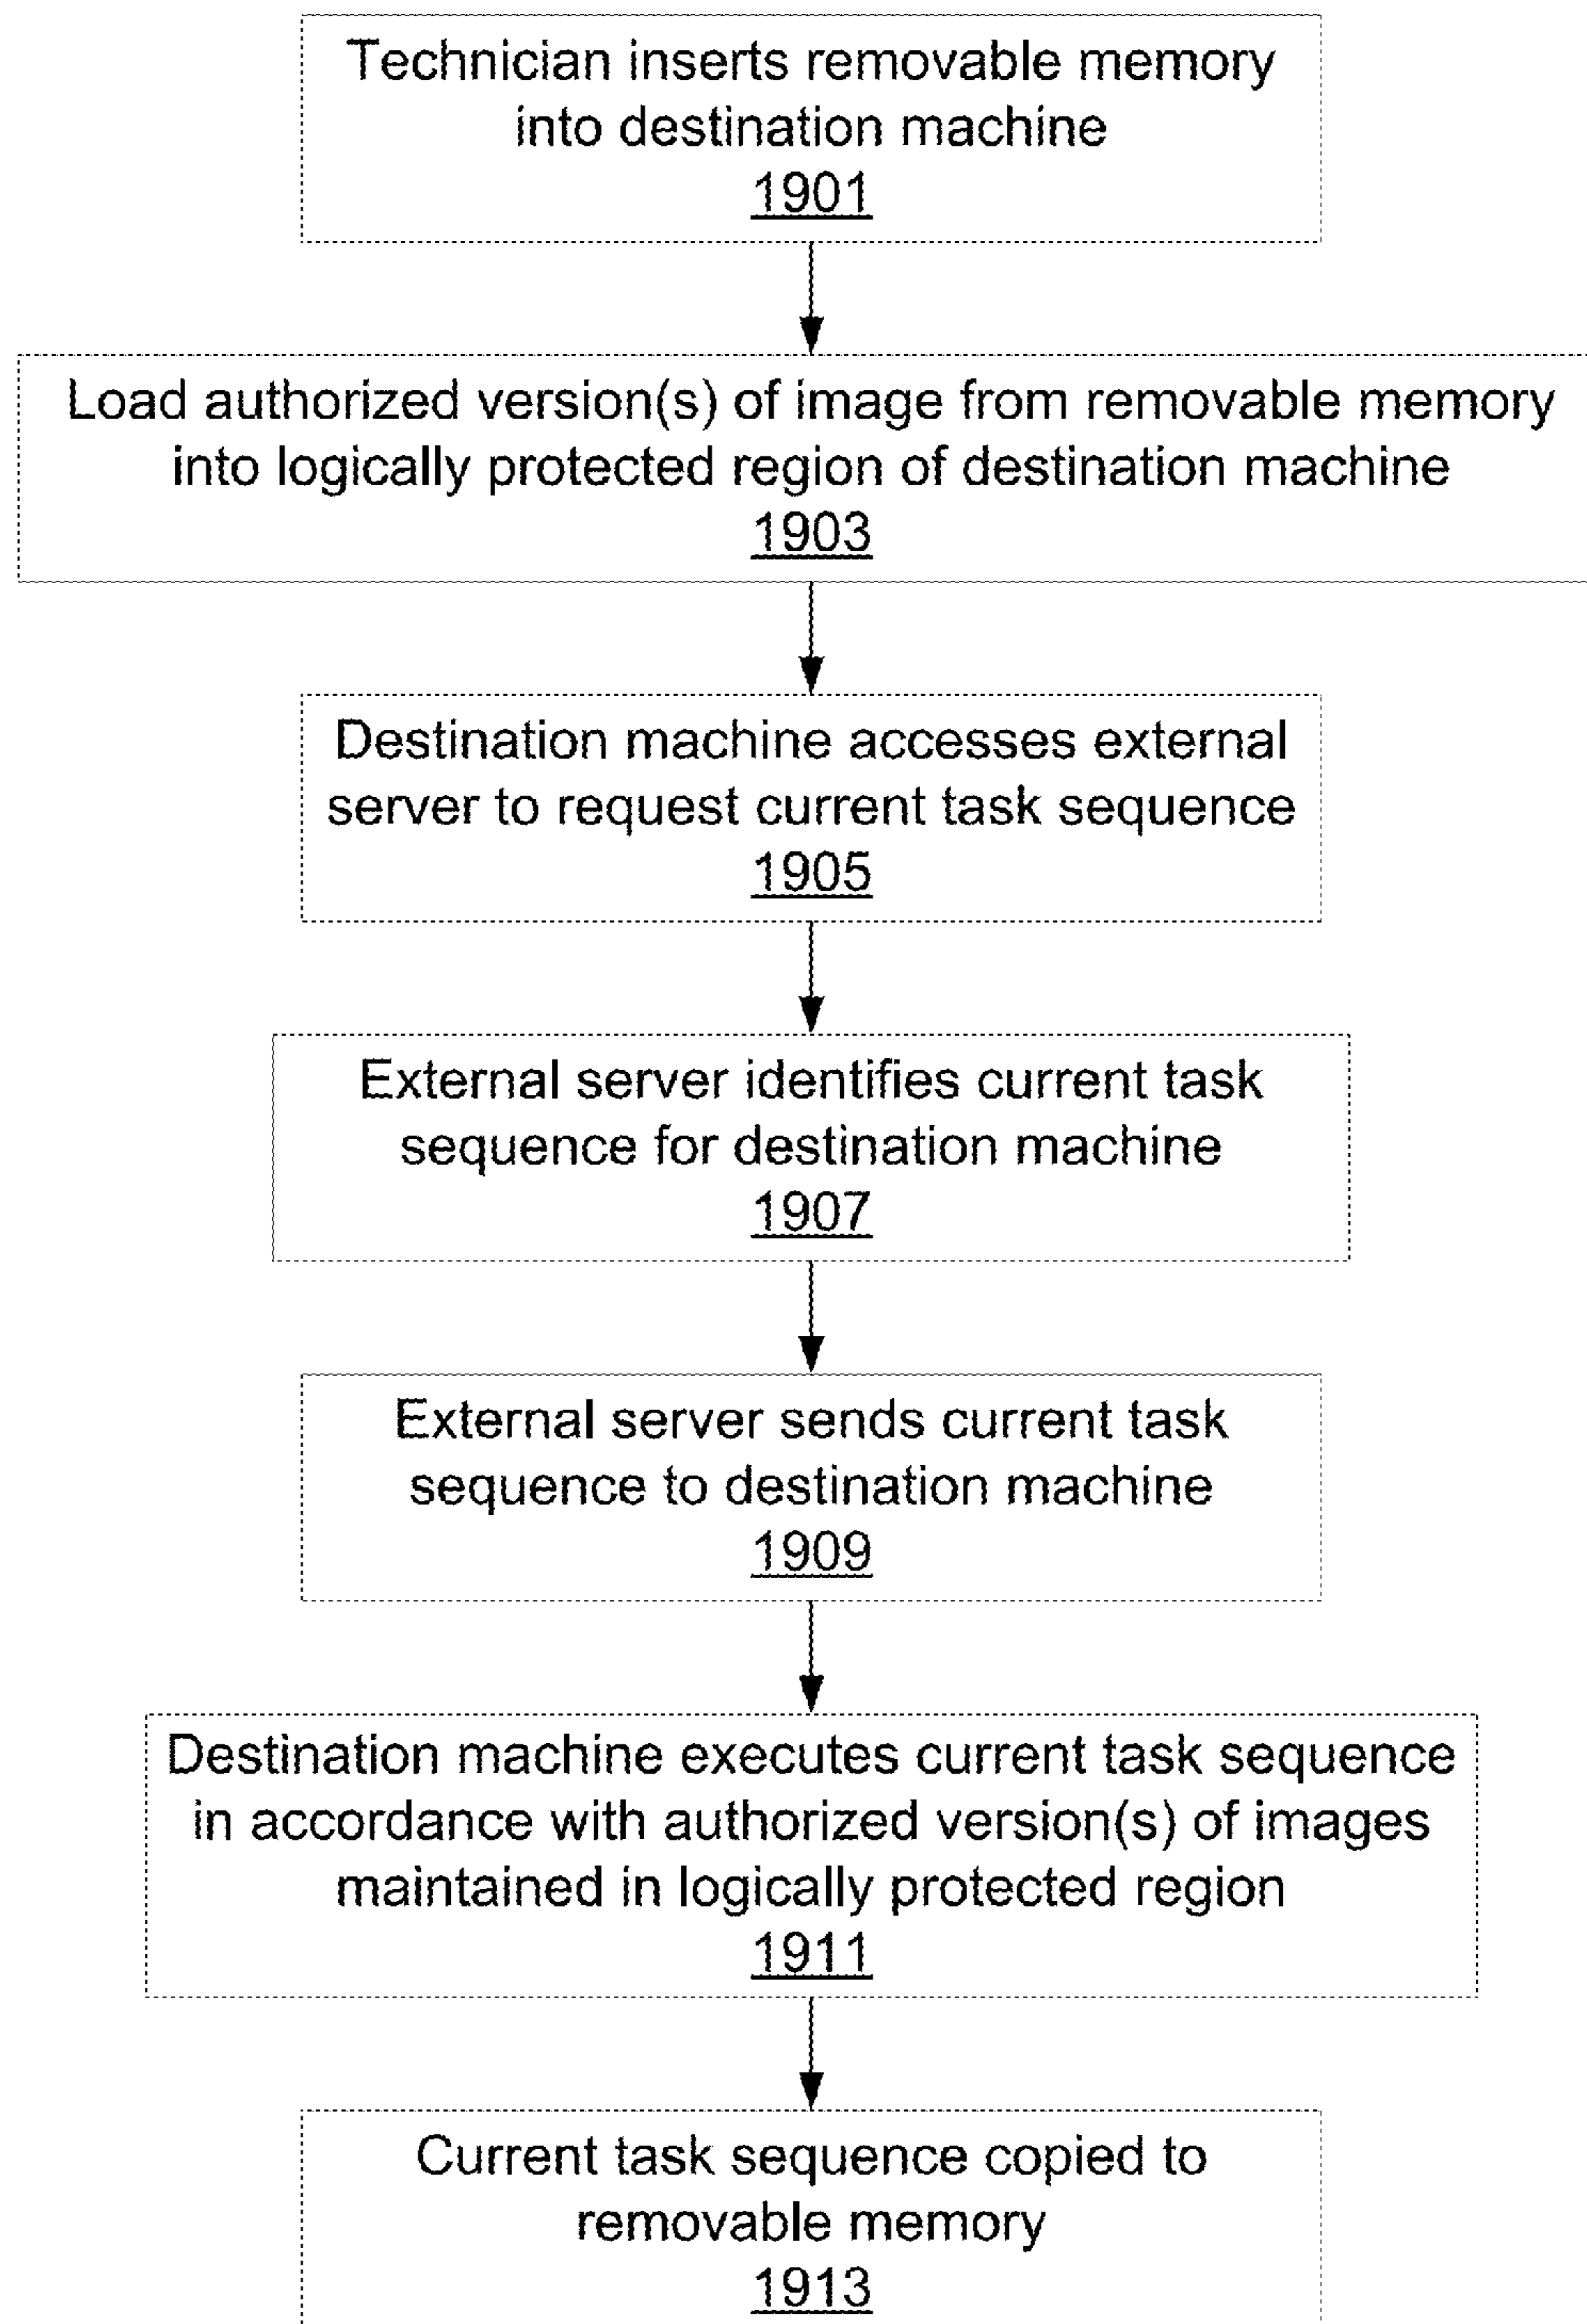 Technician inserts removable memory
into destination machine
1901
Load authorized version(s) of image from removable memory
into logically protected region of destination machine
1903
Destination machine accesses external
server to request current task sequence
1905
External server identifies current task
sequence for destination machine
1907
External server sends current task
sequence to destination machine
1909
Destination machine executes current task sequence
in accordance with authorized version(s) of images
maintained in logically protected region
1911
Current task sequence copied to
removable memory
1913